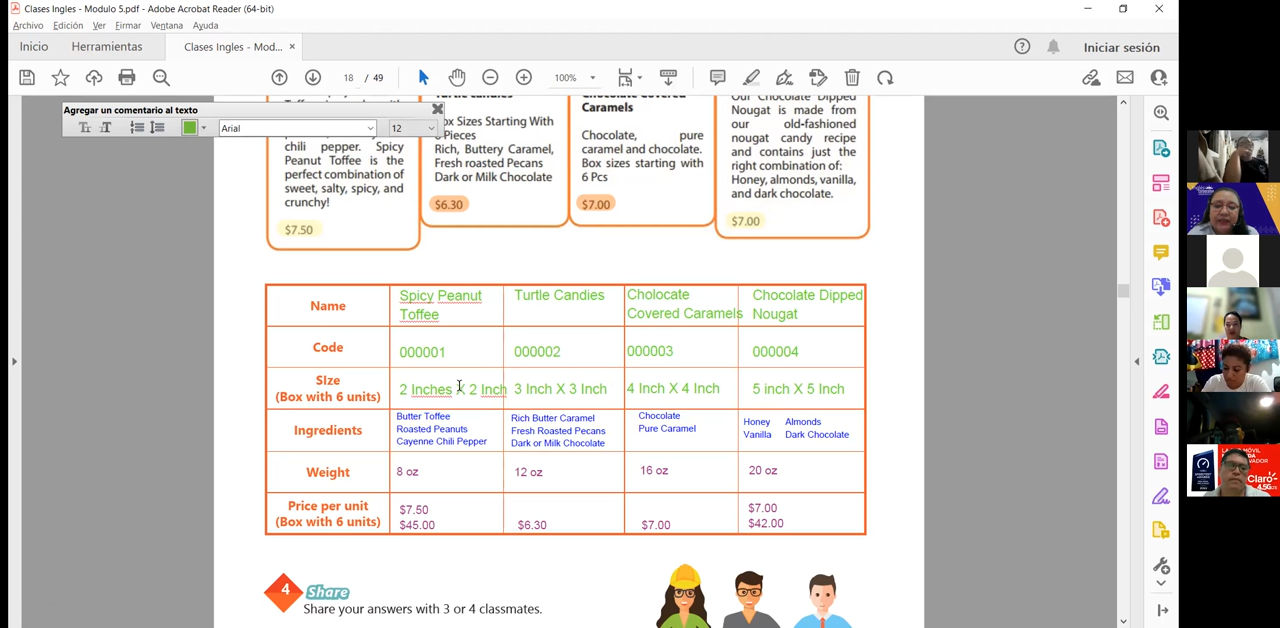 Clases Ingles - Modulo 5.pdf - Adobe Acrobat Reader (64-bit)
Archivo Edición Ver Firmar Ventana Ayuda
Inicio Herramientas Clases Ingles - Mod... × Iniciar sesión
18 / 49 100%
Agregar un comentario al texto
Arial 12
chili pepper. Spicy
Peanut Toffee is the
perfect combination of
sweet, salty, spicy, and
crunchy!
$7.50
Box Sizes Starting With
6 Pieces
Rich, Buttery Caramel,
Fresh roasted Pecans
Dark or Milk Chocolate
$6.30
Caramels
Chocolate, pure
caramel and chocolate.
Box sizes starting with
6 Pcs
$7.00
Our Chocolate Dipped
Nougat is made from
our old-fashioned
nougat candy recipe
and contains just the
right combination of:
Honey, almonds, vanilla,
and dark chocolate.
$7.00
Name
Spicy Peanut
Toffee
Turtle Candies
Cholocate
Covered Caramels
Chocolate Dipped
Nougat
Code 000001 000002 000003 000004
SIze
(Box with 6 units)
2 Inches X 2 Inch 3 Inch X 3 Inch 4 Inch X 4 Inch 5 inch X 5 Inch
Ingredients
Butter Toffee
Roasted Peanuts
Cayenne Chili Pepper
Rich Butter Caramel
Fresh Roasted Pecans
Dark or Milk Chocolate
Chocolate
Pure Caramel
Honey Almonds
Vanilla Dark Chocolate
Weight 8 oz 12 oz 16 oz 20 oz
Price per unit
(Box with 6 units)
$7.50
$45.00
$6.30
$7.00
$7.00
$42.00
4 Share
Share your answers with 3 or 4 classmates.
Claro
4.5G